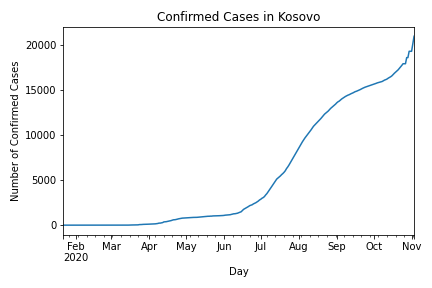 Confirmed Cases in Kosovo
Number of Confirmed Cases
20000
15000
10000
5000
0
Feb Mar Apr May Jun Jul Aug Sep Oct Nov
2020
Day